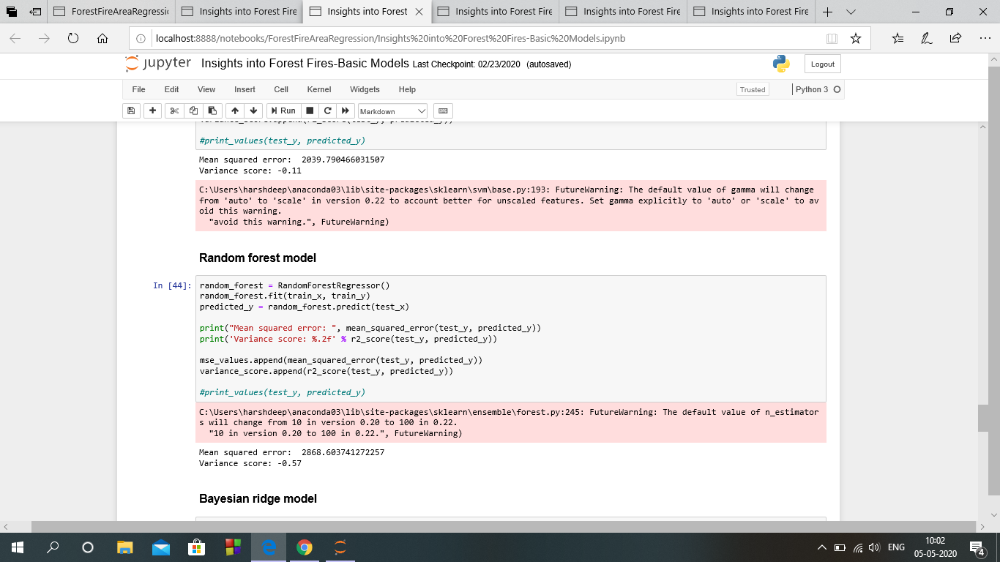 ForestFireAreaRegressic
Insights into Forest Fire
Insights into Forest
Insights into Forest Fire
Insights into Forest Fire
Insights into Forest Fire
localhost:8888/notebooks/ForestFireAreaRegression/Insights%20into%20Forest%20Fires-Basic%20Models.ipynb
jupyter Insights into Forest Fires-Basic Models Last Checkpoint: 02/23/2020 (autosaved)
Logout
File Edit View Insert Cell Kernel Widgets Help
Trusted
Python 3
Run
Markdown
#print_values(test_y, predicted_y)
Mean squared error:  2039.790466031507
Variance score: -0.11
C:\Users\harshdeep\anaconda03\lib\site-packages\sklearn\svm\base.py:193: FutureWarning: The default value of gamma will change
from 'auto' to 'scale' in version 0.22 to account better for unscaled features. Set gamma explicitly to 'auto' or 'scale' to av
oid this warning.
"avoid this warning.", FutureWarning)
Random forest model
In [44]:
random_forest = RandomForestRegressor()
random_forest.fit(train_x, train_y)
predicted_y = random_forest.predict(test_x)
print("Mean squared error: ", mean_squared_error(test_y, predicted_y))
print('Variance score: %.2f' % r2_score(test_y, predicted_y))
mse_values.append(mean_squared_error(test_y, predicted_y))
variance_score.append(r2_score(test_y, predicted_y))
#print_values(test_y, predicted_y)
C:\Users\harshdeep\anaconda03\lib\site-packages\sklearn\ensemble\forest.py:245: FutureWarning: The default value of n_estimator
s will change from 10 in version 0.20 to 100 in 0.22.
"10 in version 0.20 to 100 in 0.22.", FutureWarning)
Mean squared error:  2868.603741272257
Variance score: -0.57
Bayesian ridge model
ENG
10:02
05-05-2020
4